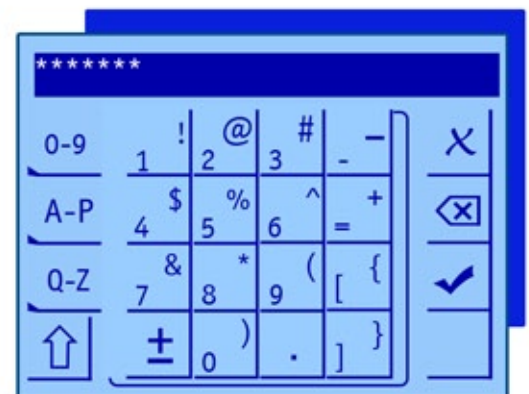 *******
0-9 1 ! 2 @ 3 # - _ X
A-P 4 $ 5 % 6 ^ = +
Q-Z 7 & 8 * 9 ( [ {
± 0 ) . ] }